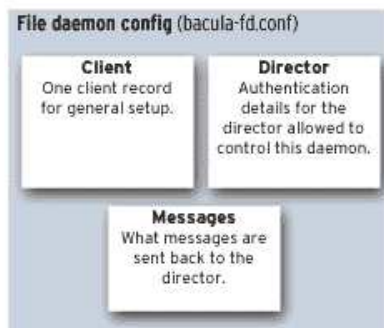 File daemon config (bacula-fd.conf)
Client
One client record
for general setup.
Director
Authentication
details for the
director allowed to
control this daemon.
Messages
What messages are
sent back to the
director.